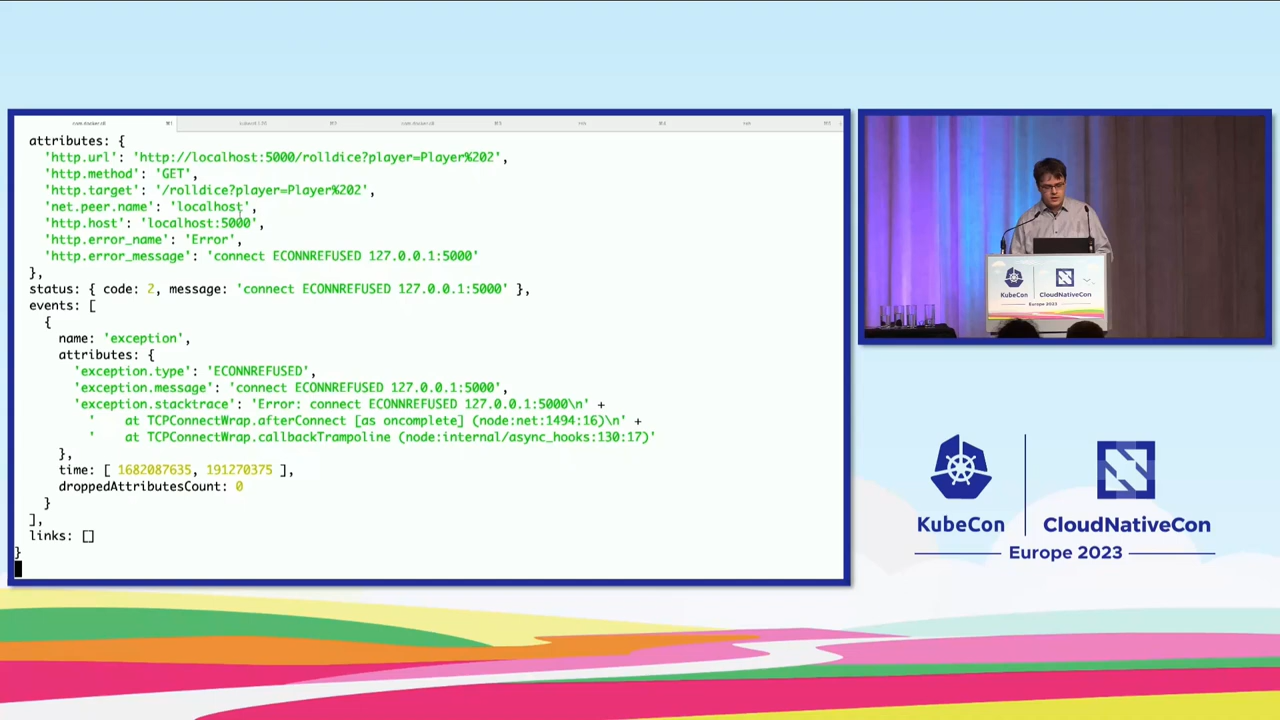 attributes: {
'http.url': 'http://localhost:5000/rolldice?player=Player%202',
'http.method': 'GET',
'http.target': '/rolldice?player=Player%202',
'net.peer.name': 'localhost',
'http.host': 'localhost:5000',
'http.error_name': 'Error',
'http.error_message': 'connect ECONNREFUSED 127.0.0.1:5000'
},
status: { code: 2, message: 'connect ECONNREFUSED 127.0.0.1:5000' },
events: [
{
name: 'exception',
attributes: {
'exception.type': 'ECONNREFUSED',
'exception.message': 'connect ECONNREFUSED 127.0.0.1:5000',
'exception.stacktrace': 'Error: connect ECONNREFUSED 127.0.0.1:5000\n' +
'    at TCPConnectWrap.afterConnect [as oncomplete] (node:net:1494:16)\n' +
'    at TCPConnectWrap.callbackTrampoline (node:internal/async_hooks:130:17)'
},
time: [ 1682087635, 191270375 ],
droppedAttributesCount: 0
}
],
links: []
}
KubeCon
CloudNativeCon
Europe 2023
KubeCon
CloudNativeCon
Europe 2023